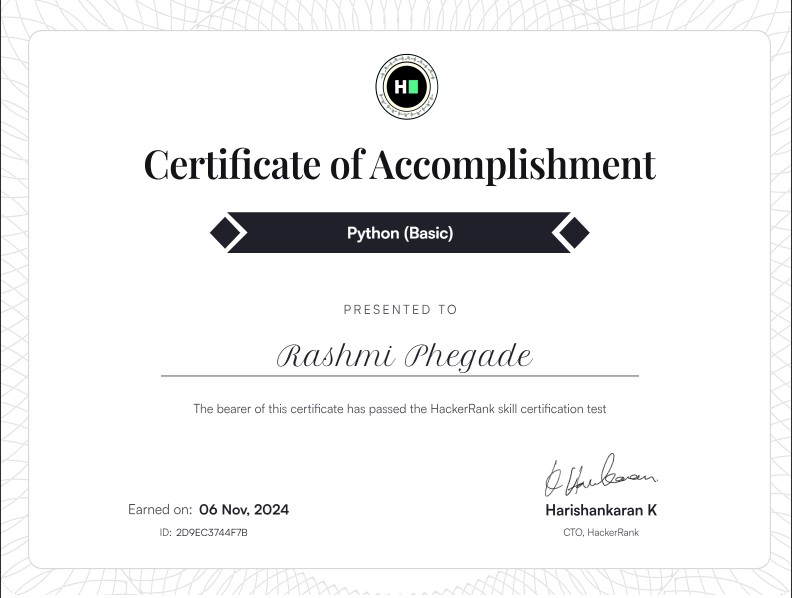 H
Certificate of Accomplishment
Python (Basic)
PRESENTED TO
Rashmi Phegade
The bearer of this certificate has passed the HackerRank skill certification test
Earned on: 06 Nov, 2024
ID: 2D9EC3744F7B
Harishankaran K
CTO, HackerRank